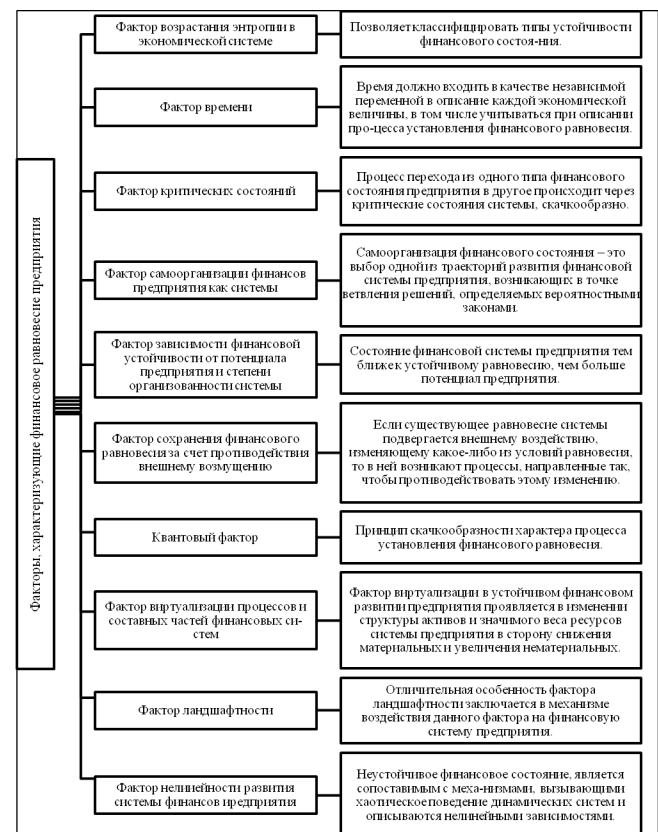 Факторы, характеризующие финансовое равновесие предприятия
Фактор возрастания энтропии в
экономической системе
Позволяет классифицировать типы устойчивости
финансового состоя-ния.
Фактор времени
Время должно входить в качестве независимой
переменной в описание каждой экономической
величины, в том числе учитываться при описании
про-цесса установления финансового равновесия.
Фактор критических состояний
Процесс перехода из одного типа финансового
состояния предприятия в другое происходит через
критические состояния системы, скачкообразно.
Фактор самоорганизации финансов
предприятия как системы
Самоорганизация финансового состояния – это
выбор одной из траекторий развития финансовой
системы предприятия, возникающих в точке
ветвления решений, определяемых вероятностными
законами.
Фактор зависимости финансовой
устойчивости от потенциала
предприятия и степени
организованности системы
Состояние финансовой системы предприятия тем
ближе к устойчивому равновесию, чем больше
потенциал предприятия.
Фактор сохранения финансового
равновесия за счет противодействия
внешнему возмущению
Если существующее равновесие системы
подвергается внешнему воздействию,
изменяющему какое-либо из условий равновесия,
то в ней возникают процессы, направленные так,
чтобы противодействовать этому изменению.
Квантовый фактор
Принцип скачкообразности характера процесса
установления финансового равновесия.
Фактор виртуализации процессов и
составных частей финансовых си-
стем
Фактор виртуализации в устойчивом финансовом
развитии предприятия проявляется в изменении
структуры активов и значимого веса ресурсов
системы предприятия в сторону снижения
материальных и увеличения нематериальных.
Фактор ландшафтности
Отличительная особенность фактора
ландшафтности заключается в механизме
воздействия данного фактора на финансовую
систему предприятия.
Фактор нелинейности развития
системы финансов иредприятия
Неустойчивое финансовое состояние, является
сопоставимым с меха-низмами, вызывающими
хаотическое поведение динамических систем и
описываются нелинейными зависимостями.